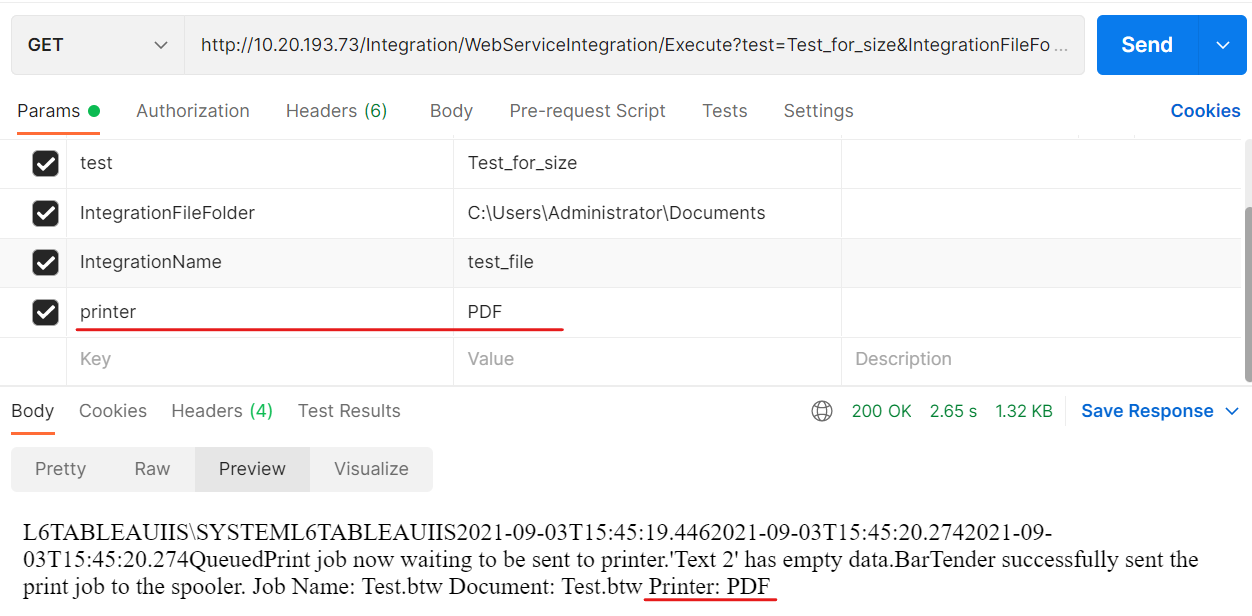 GET http://10.20.193.73/Integration/WebServiceIntegration/Execute?test=Test_for_size&IntegrationFileFo ... Send
Params Authorization Headers (6) Body Pre-request Script Tests Settings Cookies
test Test_for_size
IntegrationFileFolder C:\Users\Administrator\Documents
IntegrationName test_file
printer PDF
Key Value Description
Body Cookies Headers (4) Test Results 200 OK 2.65 s 1.32 KB Save Response
Pretty Raw Preview Visualize
L6TABLEAUIIS\SYSTEML6TABLEAUIIS2021-09-03T15:45:19.4462021-09-03T15:45:20.2742021-09-
03T15:45:20.274QueuedPrint job now waiting to be sent to printer.'Text 2' has empty data.BarTender successfully sent the
print job to the spooler. Job Name: Test.btw Document: Test.btw Printer: PDF